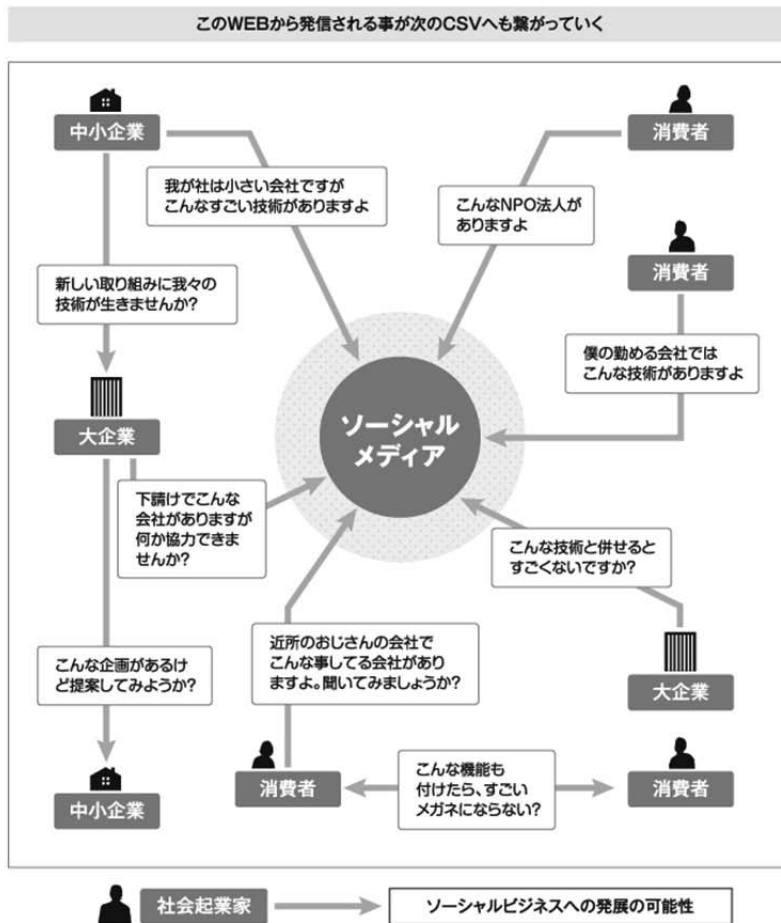 このWEBから発信される事が次のCSVへも繋がっていく
中小企業
消費者
我が社は小さい会社ですが
こんなすごい技術がありますよ
こんなNPO法人が
ありますよ
消費者
新しい取り組みに我々の
技術が生きませんか?
僕の勤める会社では
こんな技術がありますよ
大企業
ソーシャル
メディア
下請けでこんな
会社がありますが
何か協力できま
せんか?
こんな技術と併せると
すごくないですか?
こんな企画があるけ
ど提案してみようか?
近所のおじさんの会社で
こんな事してる会社があり
ますよ。聞いてみましょうか?
大企業
中小企業
消費者
こんな機能も
付けたら、すごい
メガネにならない?
消費者
社会起業家
ソーシャルビジネスへの発展の可能性